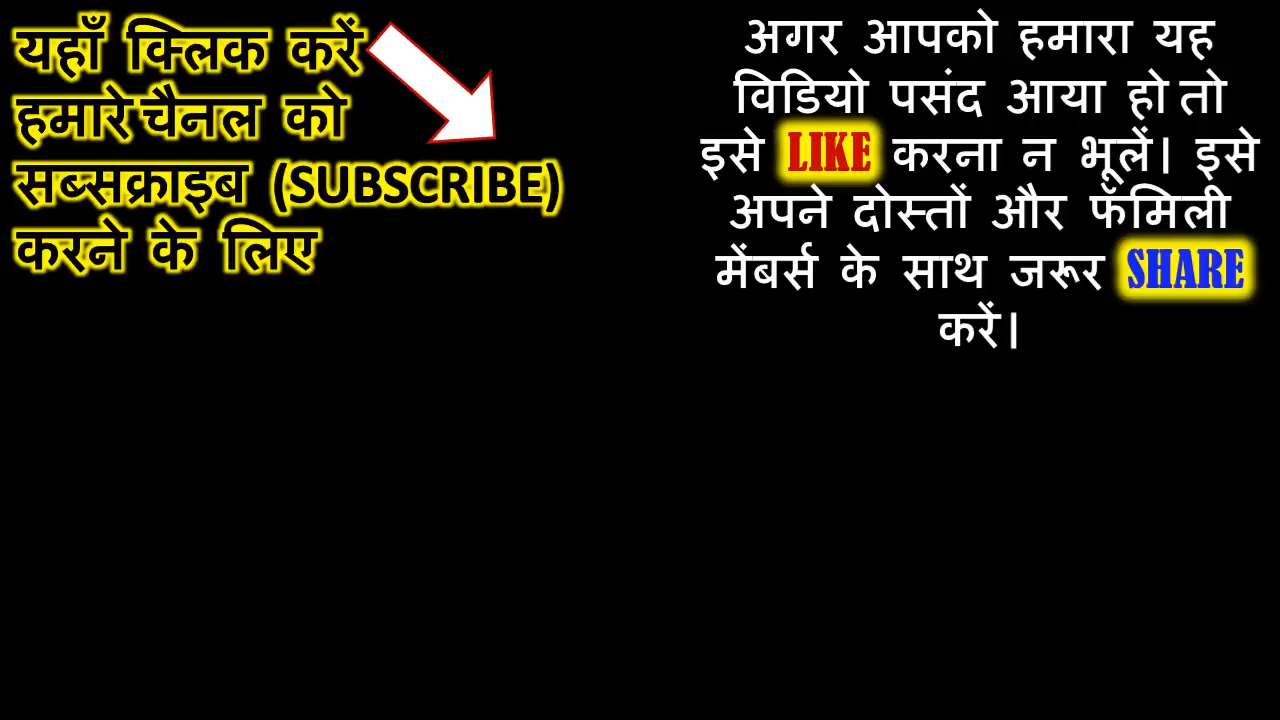 यहाँ क्लिक करें
हमारे चैनल को
सब्सक्राइब (SUBSCRIBE)
करने के लिए
अगर आपको हमारा यह
विडियो पसंद आया हो तो
इसे LIKE करना न भूलें। इसे
अपने दोस्तों और फॅमिली
मेंबर्स के साथ जरूर SHARE
करें।